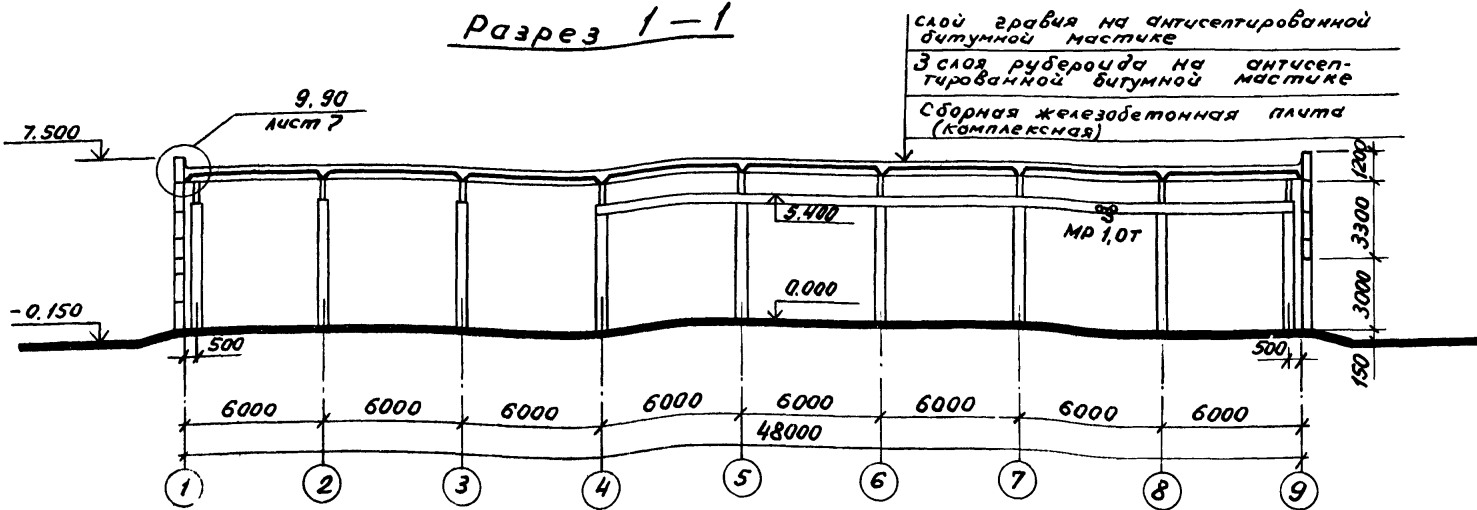 Разрез 1-1
слой гравия на антисептированной
битумной мастике
3 слоя рубероида на антисеп-
тированной битумной мастике
Сборная железобетонная плита
(комплексная)
9.90
лист 7
7.500
1200
5.400
МР 1,0т
3300
0.000
3000
-0.150
500
500
150
6000 6000 6000 6000 6000 6000 6000 6000
48000
1 2 3 4 5 6 7 8 9